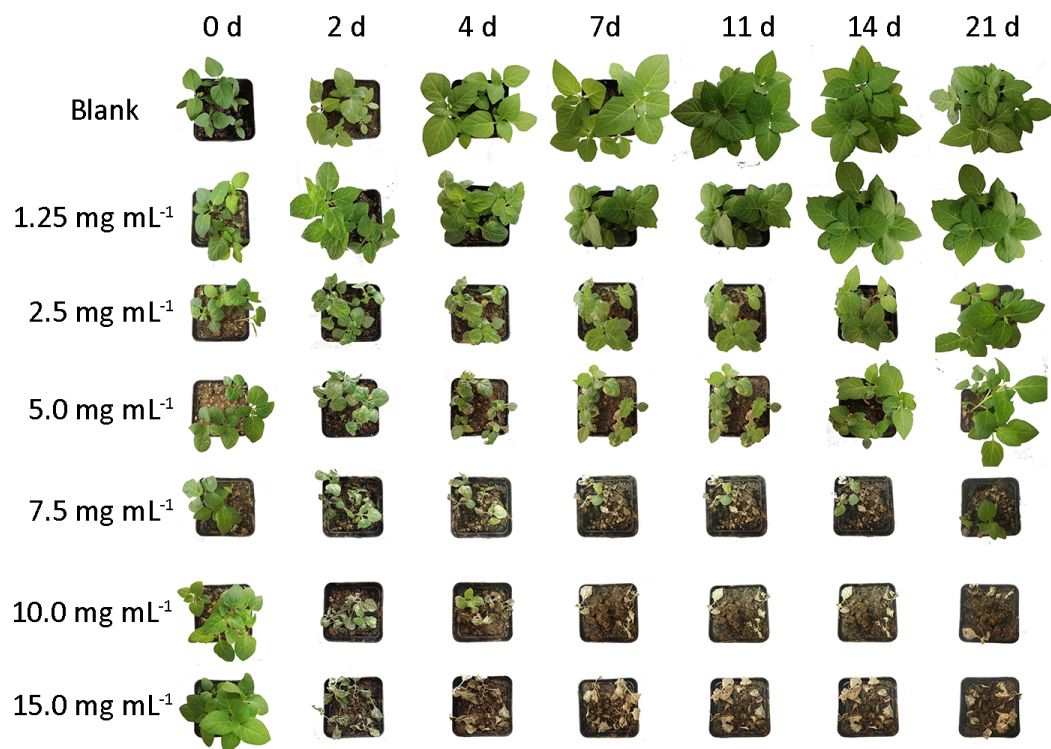 0 d 2 d 4 d 7d 11 d 14 d 21 d
Blank
1.25 mg mL⁻¹
2.5 mg mL⁻¹
5.0 mg mL⁻¹
7.5 mg mL⁻¹
10.0 mg mL⁻¹
15.0 mg mL⁻¹